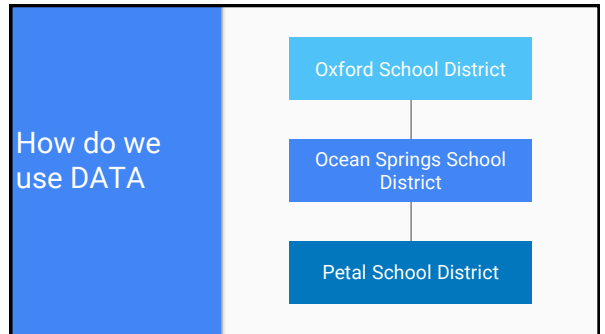 How do we
use DATA
Oxford School District
Ocean Springs School
District
Petal School District